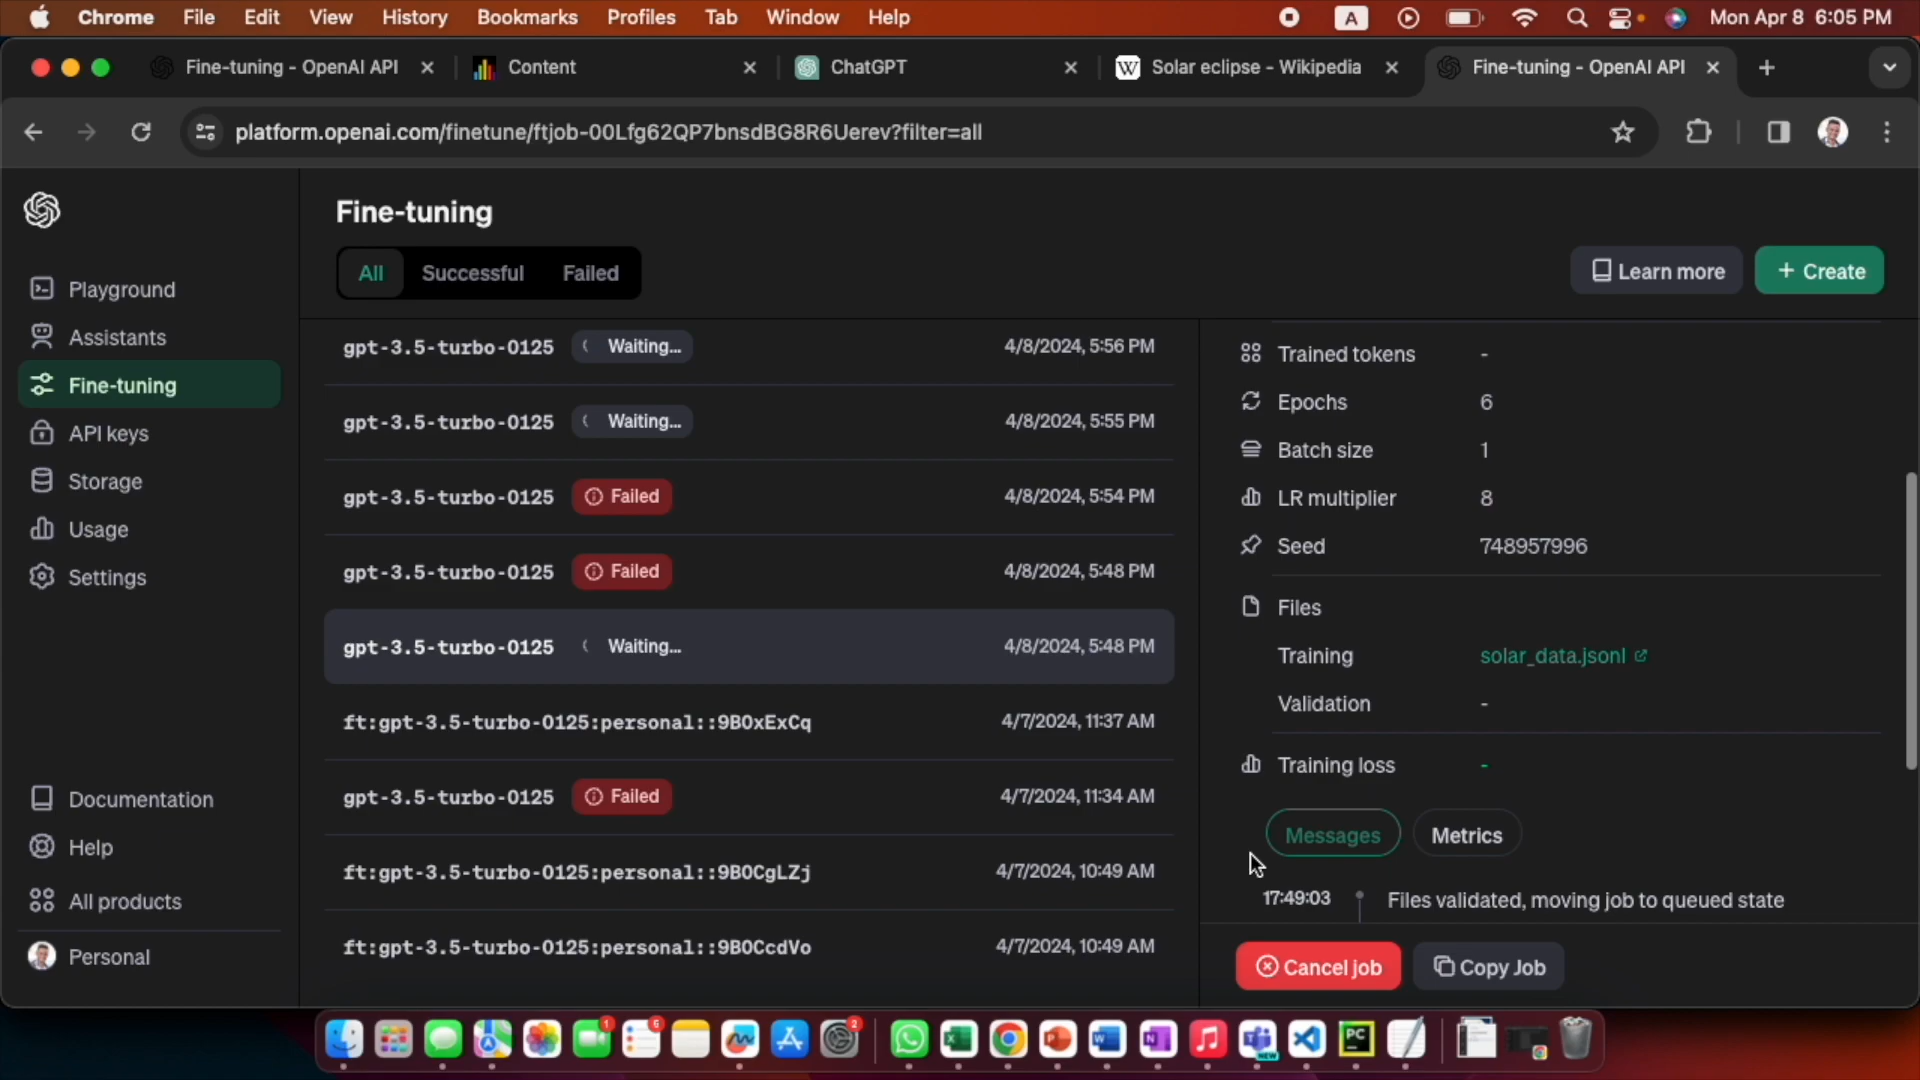 Chrome File Edit View History Bookmarks Profiles Tab Window Help A Mon Apr 8 6:05 PM
Fine-tuning - OpenAI API Content ChatGPT W Solar eclipse - Wikipedia Fine-tuning - OpenAI API
platform.openai.com/finetune/ftjob-00Lfg62QP7bnsdBG8R6Uerev?filter=all
Fine-tuning
All Successful Failed
Learn more
+ Create
Playground
Assistants
Fine-tuning
API keys
Storage
Usage
Settings
Documentation
Help
All products
Personal
gpt-3.5-turbo-0125 Waiting... 4/8/2024, 5:56 PM
gpt-3.5-turbo-0125 Waiting... 4/8/2024, 5:55 PM
gpt-3.5-turbo-0125 Failed 4/8/2024, 5:54 PM
gpt-3.5-turbo-0125 Failed 4/8/2024, 5:48 PM
gpt-3.5-turbo-0125 Waiting... 4/8/2024, 5:48 PM
ft:gpt-3.5-turbo-0125:personal::9BOxExCq 4/7/2024, 11:37 AM
gpt-3.5-turbo-0125 Failed 4/7/2024, 11:34 AM
ft:gpt-3.5-turbo-0125:personal::9BOCgLZj 4/7/2024, 10:49 AM
ft:gpt-3.5-turbo-0125:personal::9BOCcdVo 4/7/2024, 10:49 AM
Trained tokens -
Epochs 6
Batch size 1
LR multiplier 8
Seed 748957996
Files
Training solar_data.jsonl
Validation -
Training loss -
Messages Metrics
17:49:03 Files validated, moving job to queued state
Cancel job Copy Job
1 6 2 PC NEW